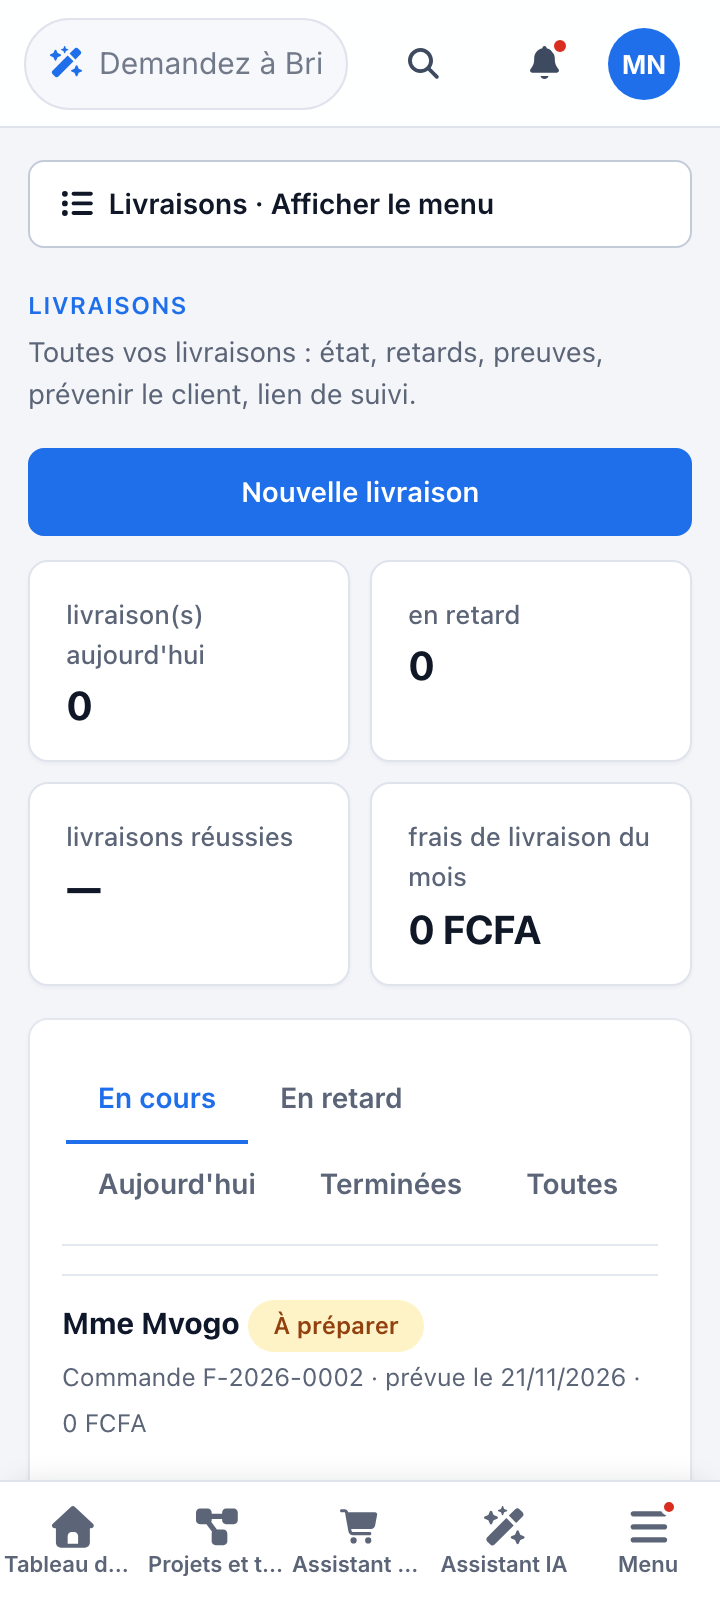 Demandez à Bri
MN
Livraisons · Afficher le menu
LIVRAISONS
Toutes vos livraisons : état, retards, preuves,
prévenir le client, lien de suivi.
Nouvelle livraison
livraison(s)
aujourd'hui
0
en retard
0
livraisons réussies
—
frais de livraison du
mois
0 FCFA
En cours
En retard
Aujourd'hui
Terminées
Toutes
Mme Mvogo
À préparer
Commande F-2026-0002 · prévue le 21/11/2026 ·
0 FCFA
Tableau d...
Projets et t...
Assistant ...
Assistant IA
Menu